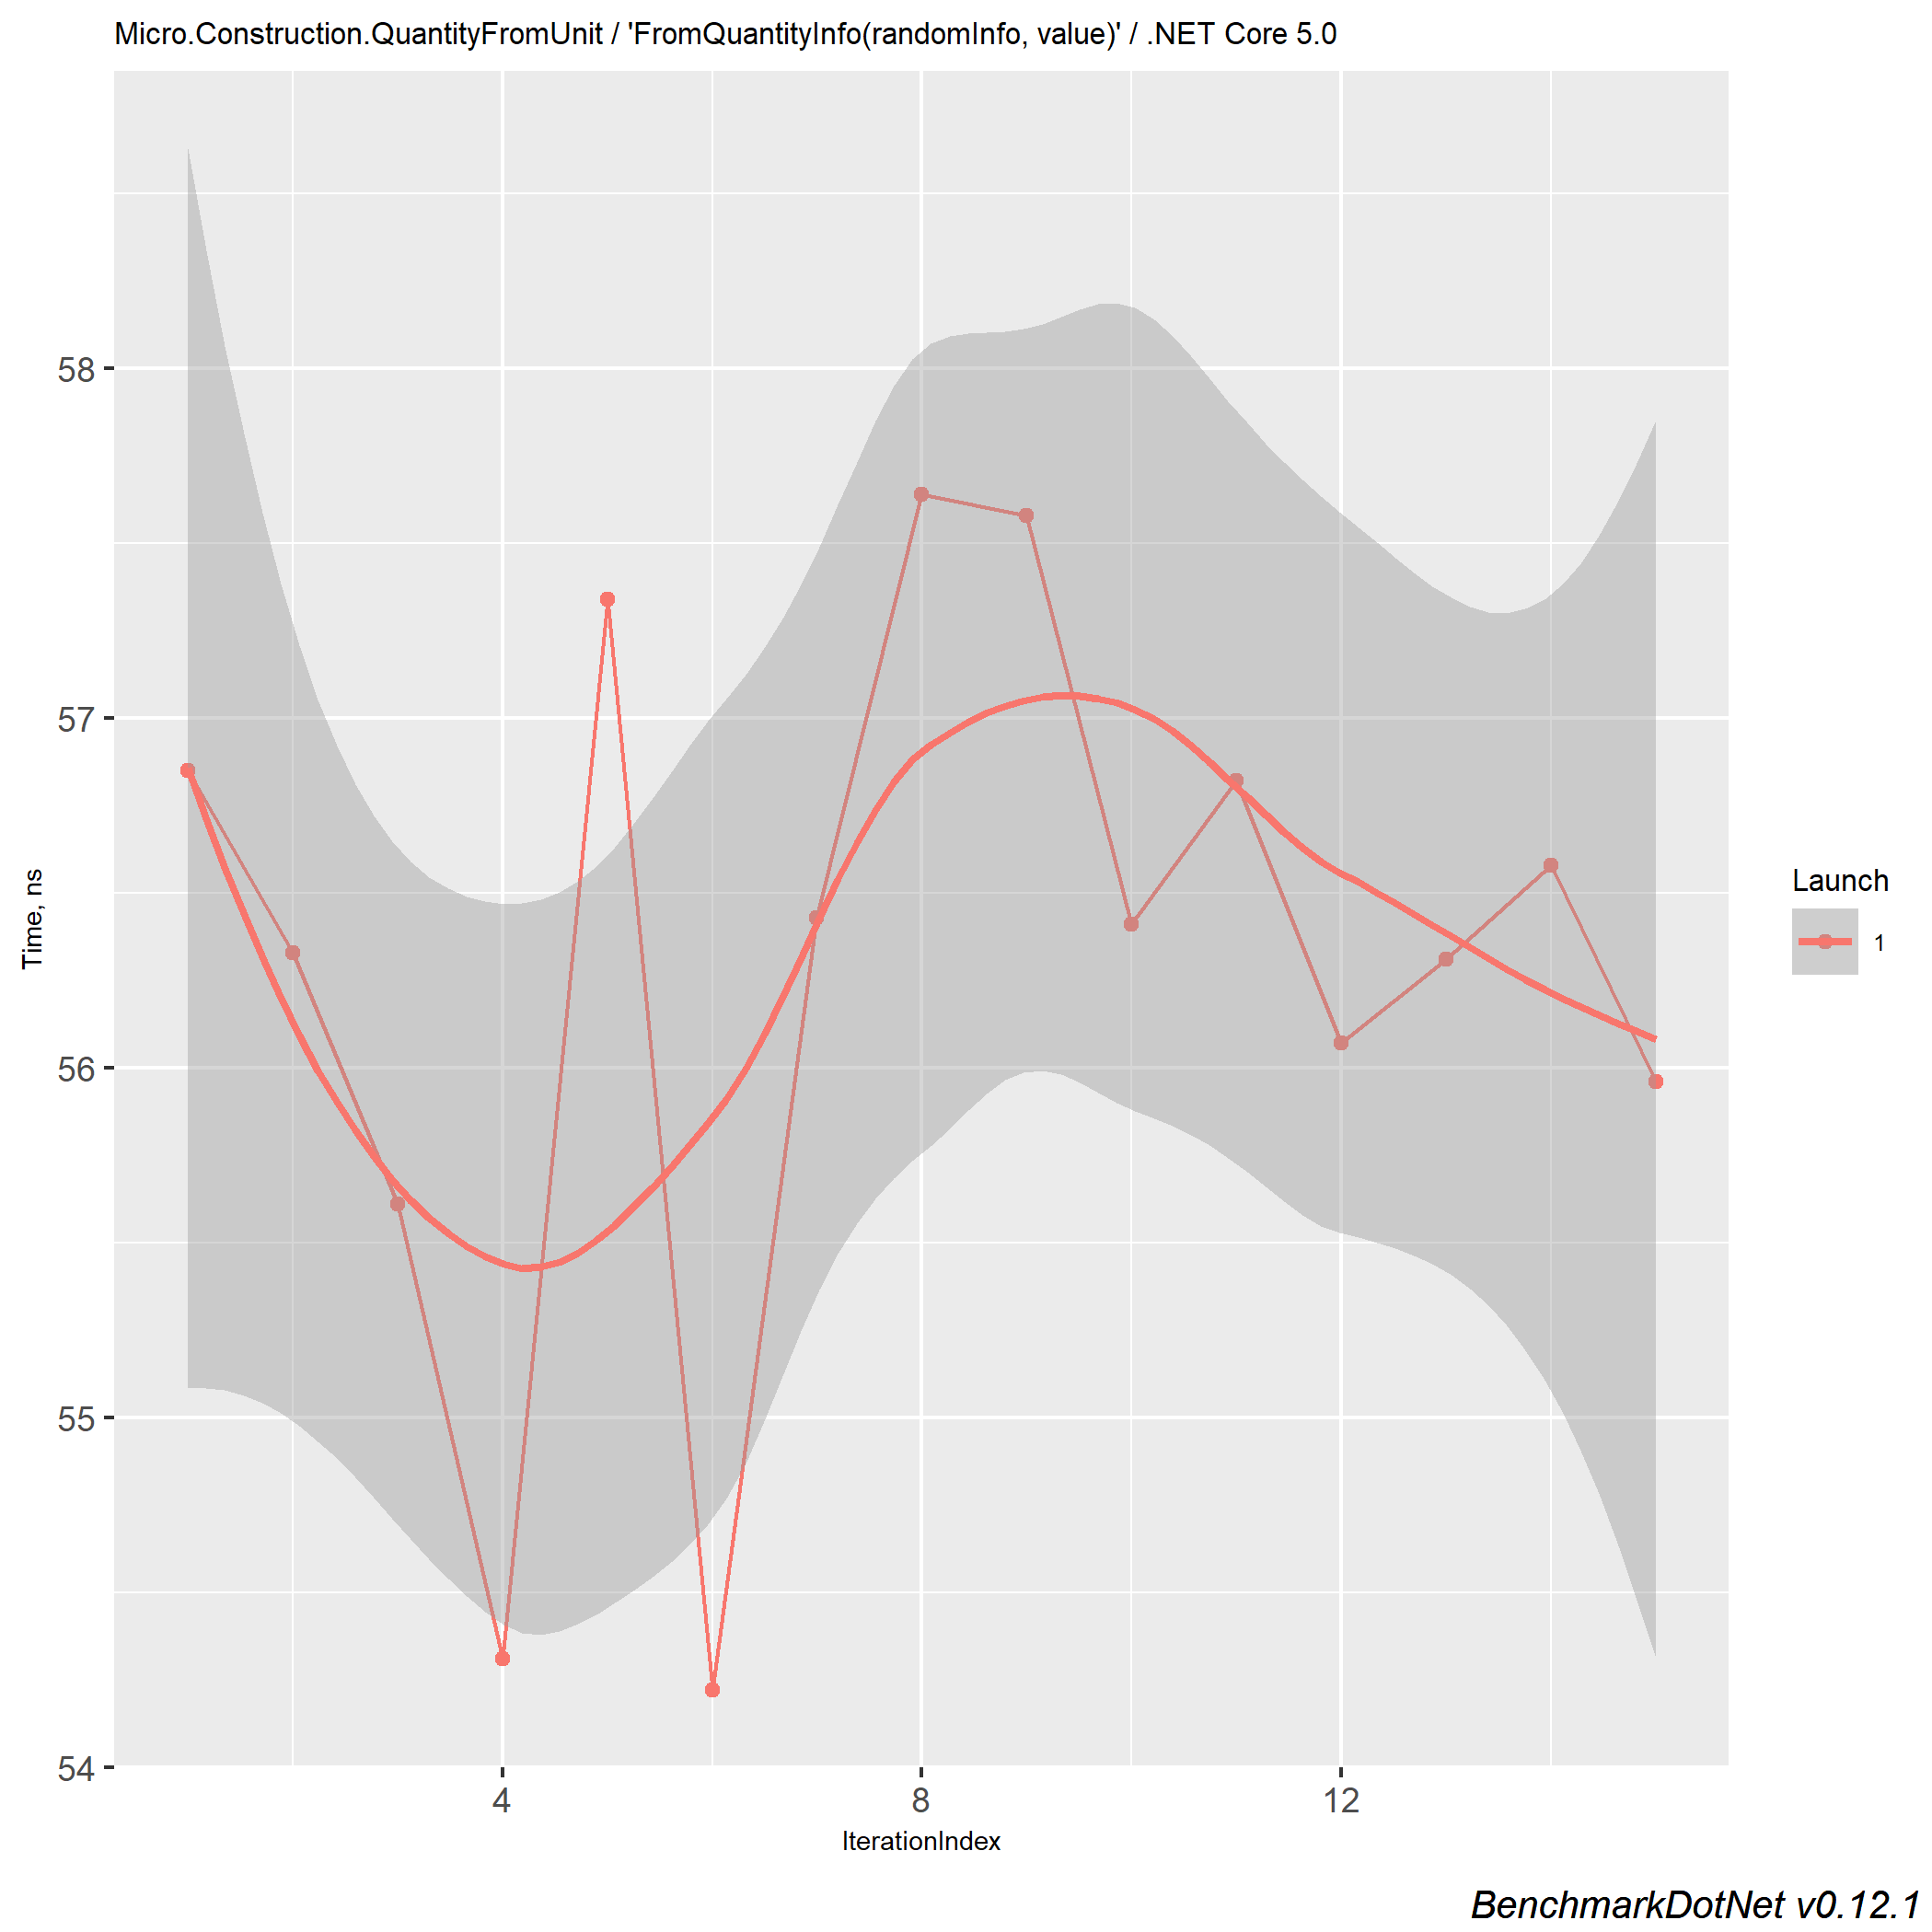 Micro.Construction.QuantityFromUnit / 'FromQuantityInfo(randomInfo, value)' / .NET Core 5.0
58
57
56
55
54
Time, ns
4
8
12
IterationIndex
Launch
1
BenchmarkDotNet v0.12.1